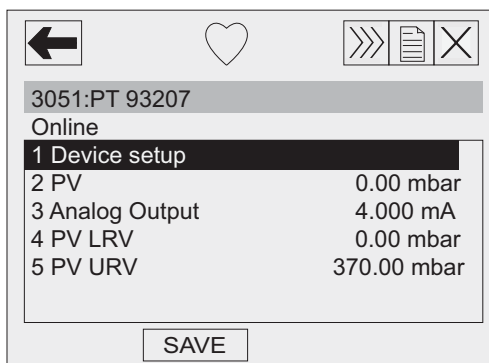 3051:PT 93207
Online
1 Device setup
2 PV 0.00 mbar
3 Analog Output 4.000 mA
4 PV LRV 0.00 mbar
5 PV URV 370.00 mbar
SAVE